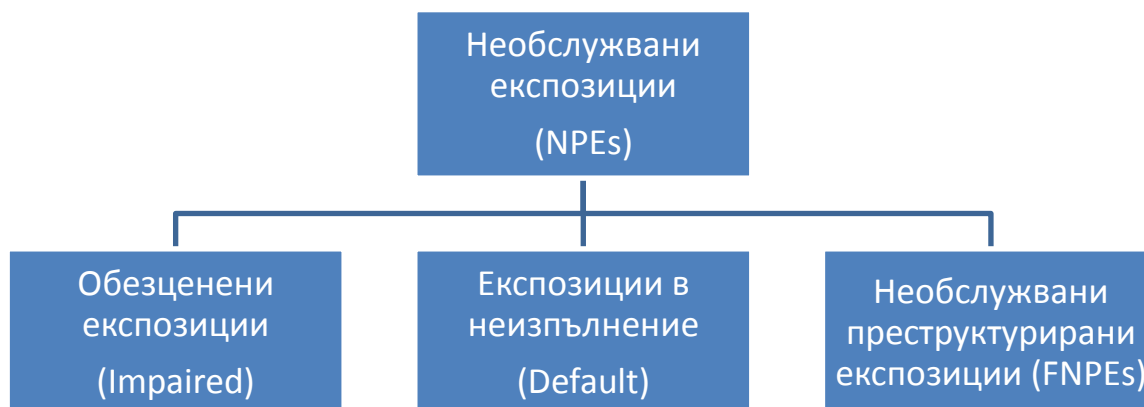 Необслужвани
експозиции
(NPEs)
Обезценени
експозиции
(Impaired)
Експозиции в
неизпълнение
(Default)
Необслужвани
преструктурирани
експозиции (FNPEs)